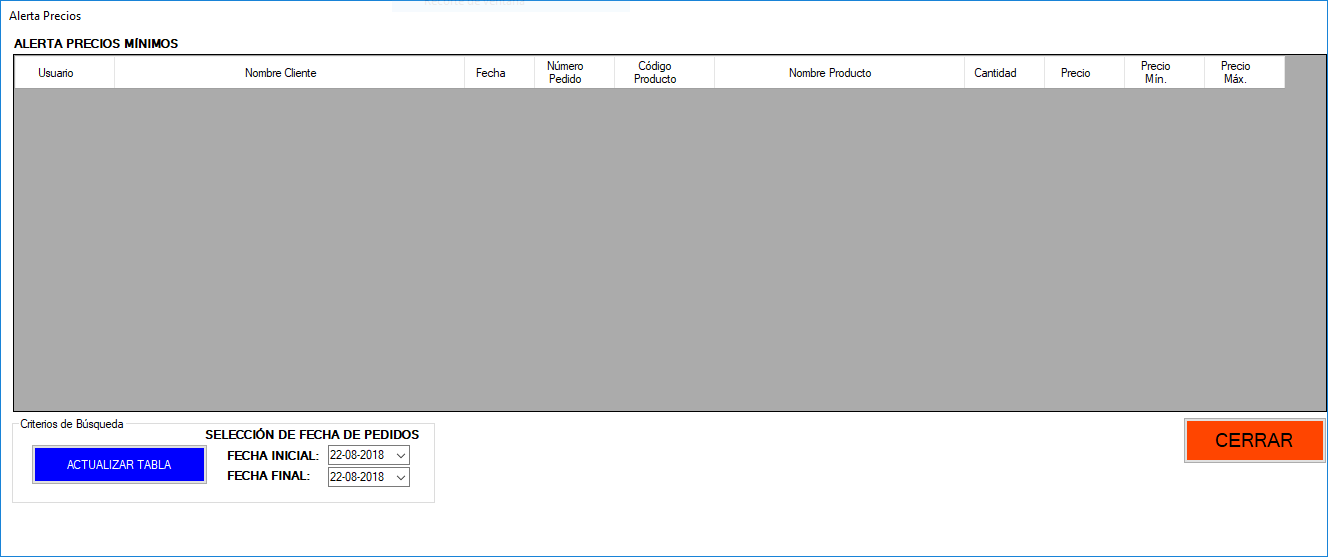 Alerta Precios
ALERTA PRECIOS MÍNIMOS
Usuario Nombre Cliente Fecha Número Pedido Código Producto Nombre Producto Cantidad Precio Precio Mín. Precio Máx.
Criterios de Búsqueda
SELECCIÓN DE FECHA DE PEDIDOS
ACTUALIZAR TABLA
FECHA INICIAL: 22-08-2018
FECHA FINAL: 22-08-2018
CERRAR